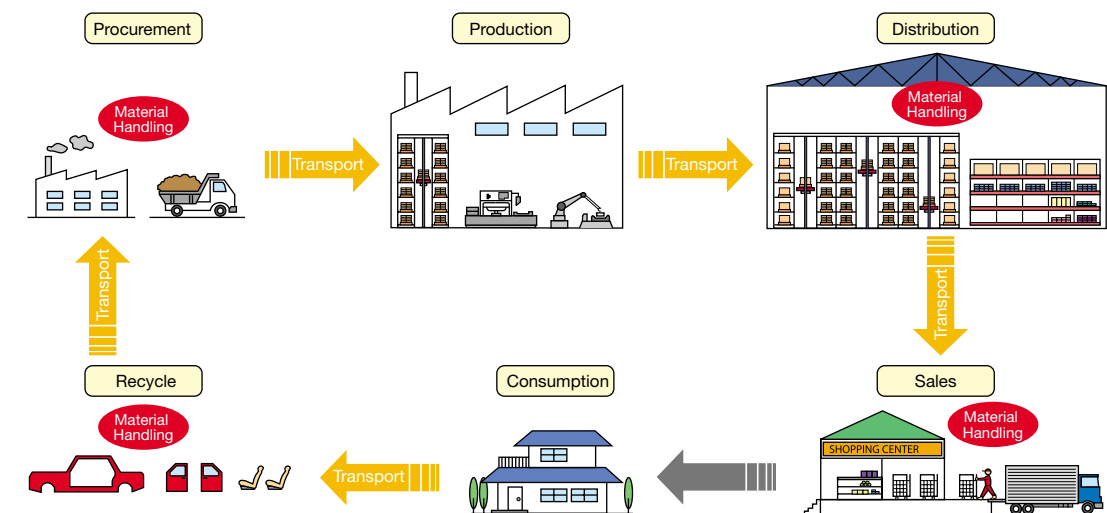 Procurement
Production
Distribution
Material
Handling
Material
Handling
Transport
Transport
Transport
Transport
Recycle
Consumption
Sales
Material
Handling
Material
Handling
SHOPPING CENTER
Transport